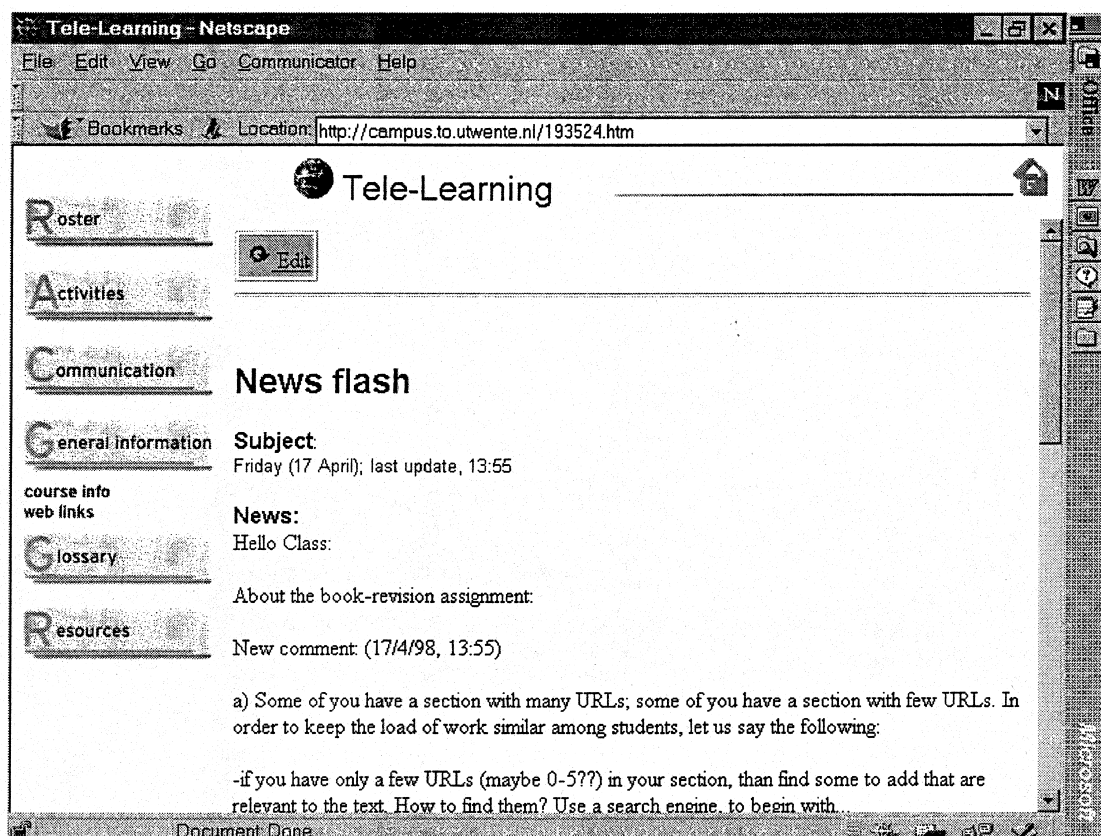 Tele-Learning - Netscape
File Edit View Go Communicator Help
N
Bookmarks Location: http://campus.to.utwente.nl/193524.htm
Office
Tele-Learning
Roster
Activities
Communication
General information
course info
web links
Glossary
Resources
Edit
News flash
Subject:
Friday (17 April); last update, 13:55
News:
Hello Class:
About the book-revision assignment:
New comment: (17/4/98, 13:55)
a) Some of you have a section with many URLs; some of you have a section with few URLs. In
order to keep the load of work similar among students, let us say the following:
-if you have only a few URLs (maybe 0-5??) in your section, than find some to add that are
relevant to the text. How to find them? Use a search engine, to begin with...
Document Done
Microsoft